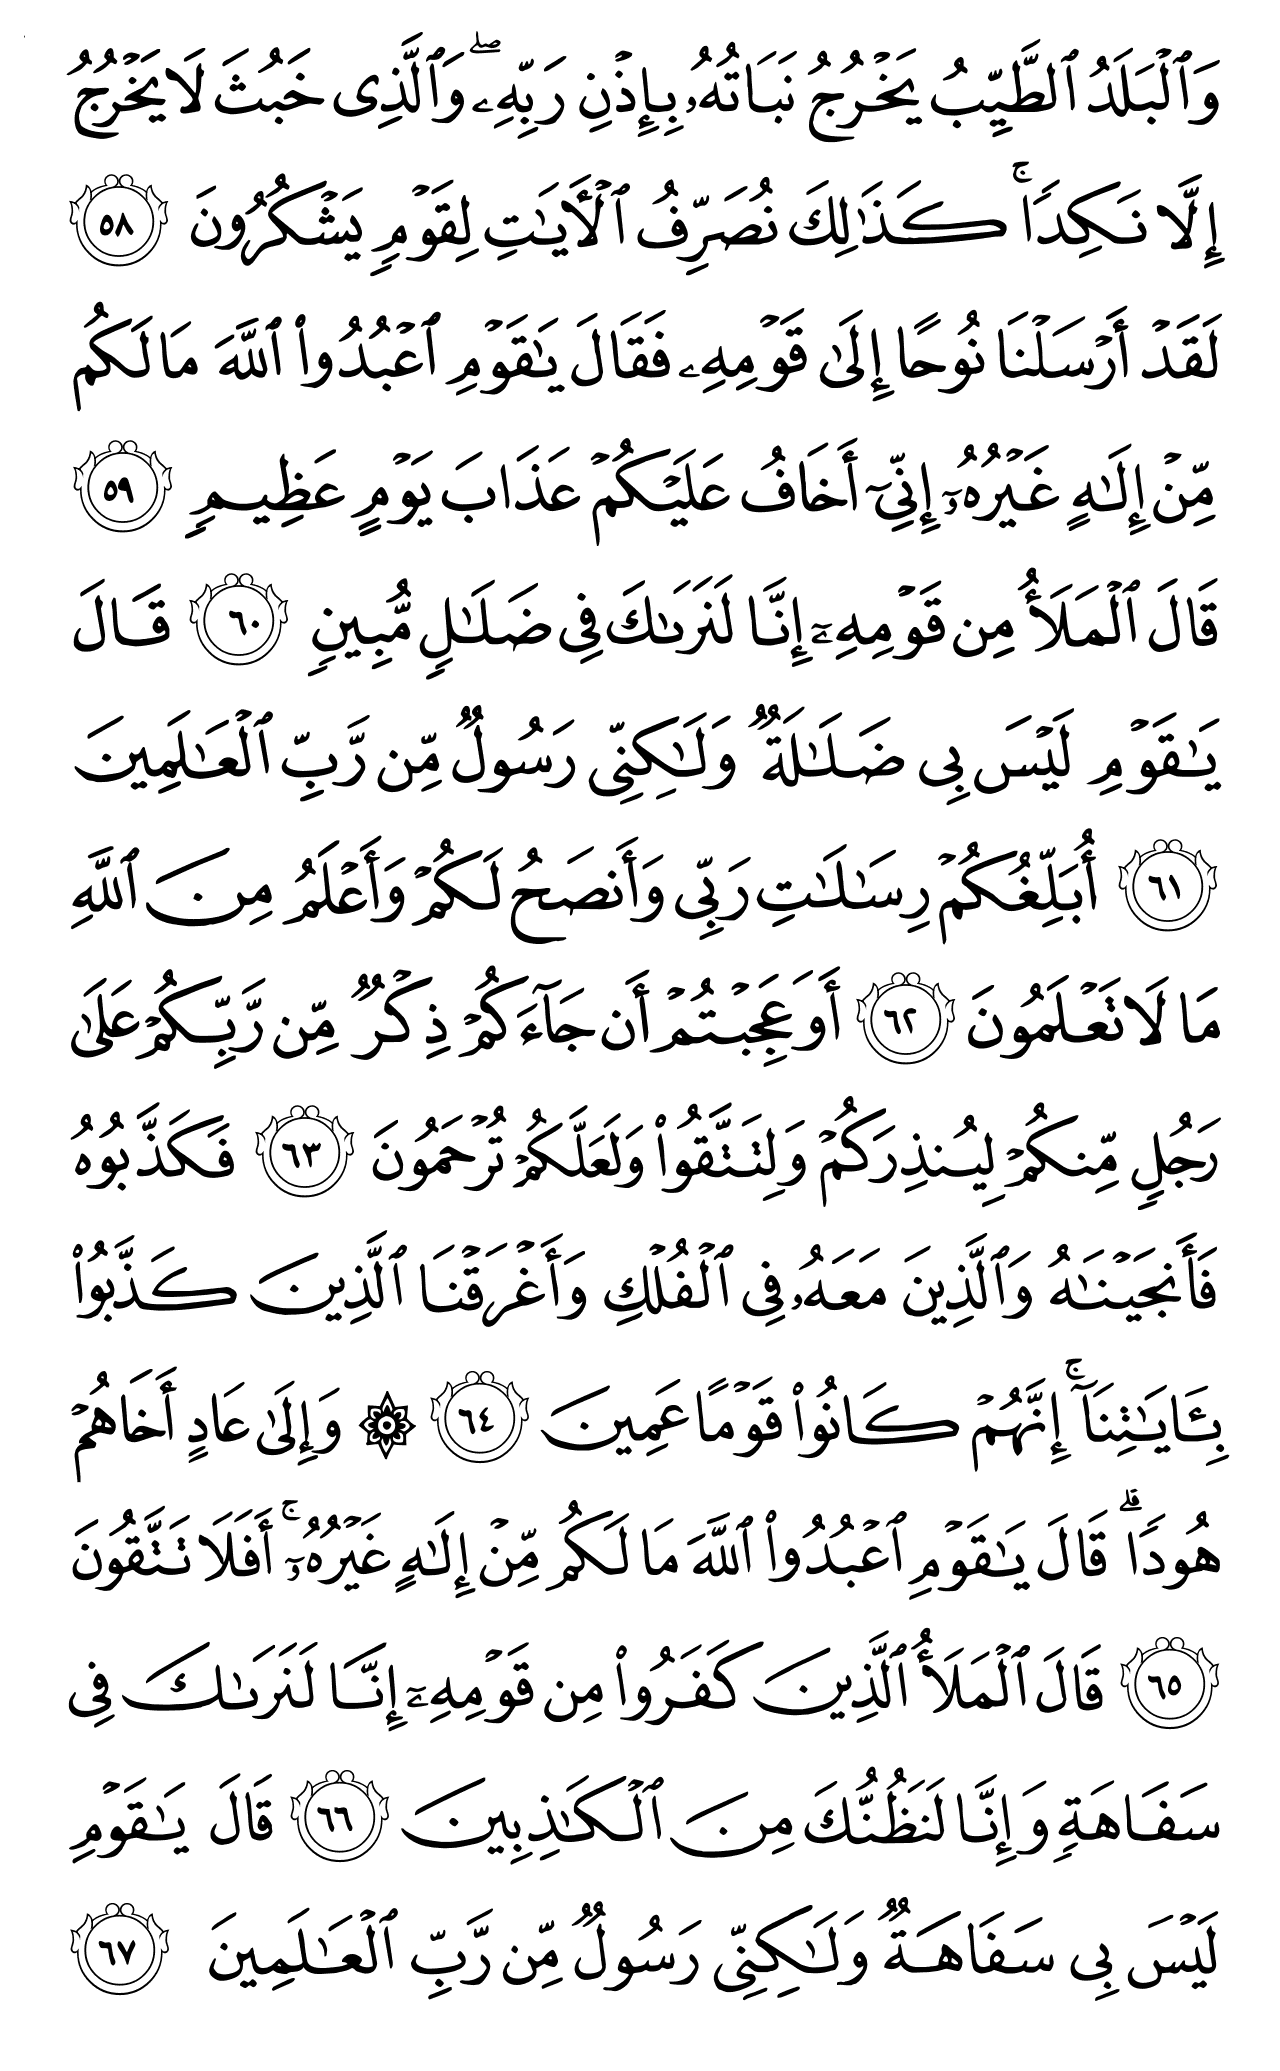 وَٱلْبَلَدُ ٱلطَّيِّبُ يَخْرُجُ نَبَاتُهُۥ بِإِذْنِ رَبِّهِۦۖ وَٱلَّذِى خَبُثَ لَا يَخْرُجُ
إِلَّا نَكِدًاۚ كَذَٰلِكَ نُصَرِّفُ ٱلْأَيَٰتِ لِقَوْمٍ يَشْكُرُونَ ٥٨
لَقَدْ أَرْسَلْنَا نُوحًا إِلَىٰ قَوْمِهِۦ فَقَالَ يَٰقَوْمِ ٱعْبُدُوا۟ ٱللَّهَ مَا لَكُم
مِّنْ إِلَٰهٍ غَيْرُهُۥٓ إِنِّىٓ أَخَافُ عَلَيْكُمْ عَذَابَ يَوْمٍ عَظِيمٍ ٥٩
قَالَ ٱلْمَلَأُ مِن قَوْمِهِۦٓ إِنَّا لَنَرَىٰكَ فِى ضَلَٰلٍ مُّبِينٍ ٦٠ قَالَ
يَٰقَوْمِ لَيْسَ بِى ضَلَٰلَةٌ وَلَٰكِنِّى رَسُولٌ مِّن رَّبِّ ٱلْعَٰلَمِينَ
٦١ أُبَلِّغُكُمْ رِسَٰلَٰتِ رَبِّى وَأَنصَحُ لَكُمْ وَأَعْلَمُ مِنَ ٱللَّهِ
مَا لَا تَعْلَمُونَ ٦٢ أَوَعَجِبْتُمْ أَن جَآءَكُمْ ذِكْرٌ مِّن رَّبِّكُمْ عَلَىٰ
رَجُلٍ مِّنكُمْ لِيُنذِرَكُمْ وَلِتَتَّقُوا۟ وَلَعَلَّكُمْ تُرْحَمُونَ ٦٣ فَكَذَّبُوهُ
فَأَنجَيْنَٰهُ وَٱلَّذِينَ مَعَهُۥ فِى ٱلْفُلْكِ وَأَغْرَقْنَا ٱلَّذِينَ كَذَّبُوا۟
بِـَٔايَٰتِنَآۚ إِنَّهُمْ كَانُوا۟ قَوْمًا عَمِينَ ٦٤ ۞ وَإِلَىٰ عَادٍ أَخَاهُمْ
هُودًاۗ قَالَ يَٰقَوْمِ ٱعْبُدُوا۟ ٱللَّهَ مَا لَكُم مِّنْ إِلَٰهٍ غَيْرُهُۥٓۚ أَفَلَا تَتَّقُونَ
٦٥ قَالَ ٱلْمَلَأُ ٱلَّذِينَ كَفَرُوا۟ مِن قَوْمِهِۦٓ إِنَّا لَنَرَىٰكَ فِى
سَفَاهَةٍ وَإِنَّا لَنَظُنُّكَ مِنَ ٱلْكَٰذِبِينَ ٦٦ قَالَ يَٰقَوْمِ
لَيْسَ بِى سَفَاهَةٌ وَلَٰكِنِّى رَسُولٌ مِّن رَّبِّ ٱلْعَٰلَمِينَ ٦٧